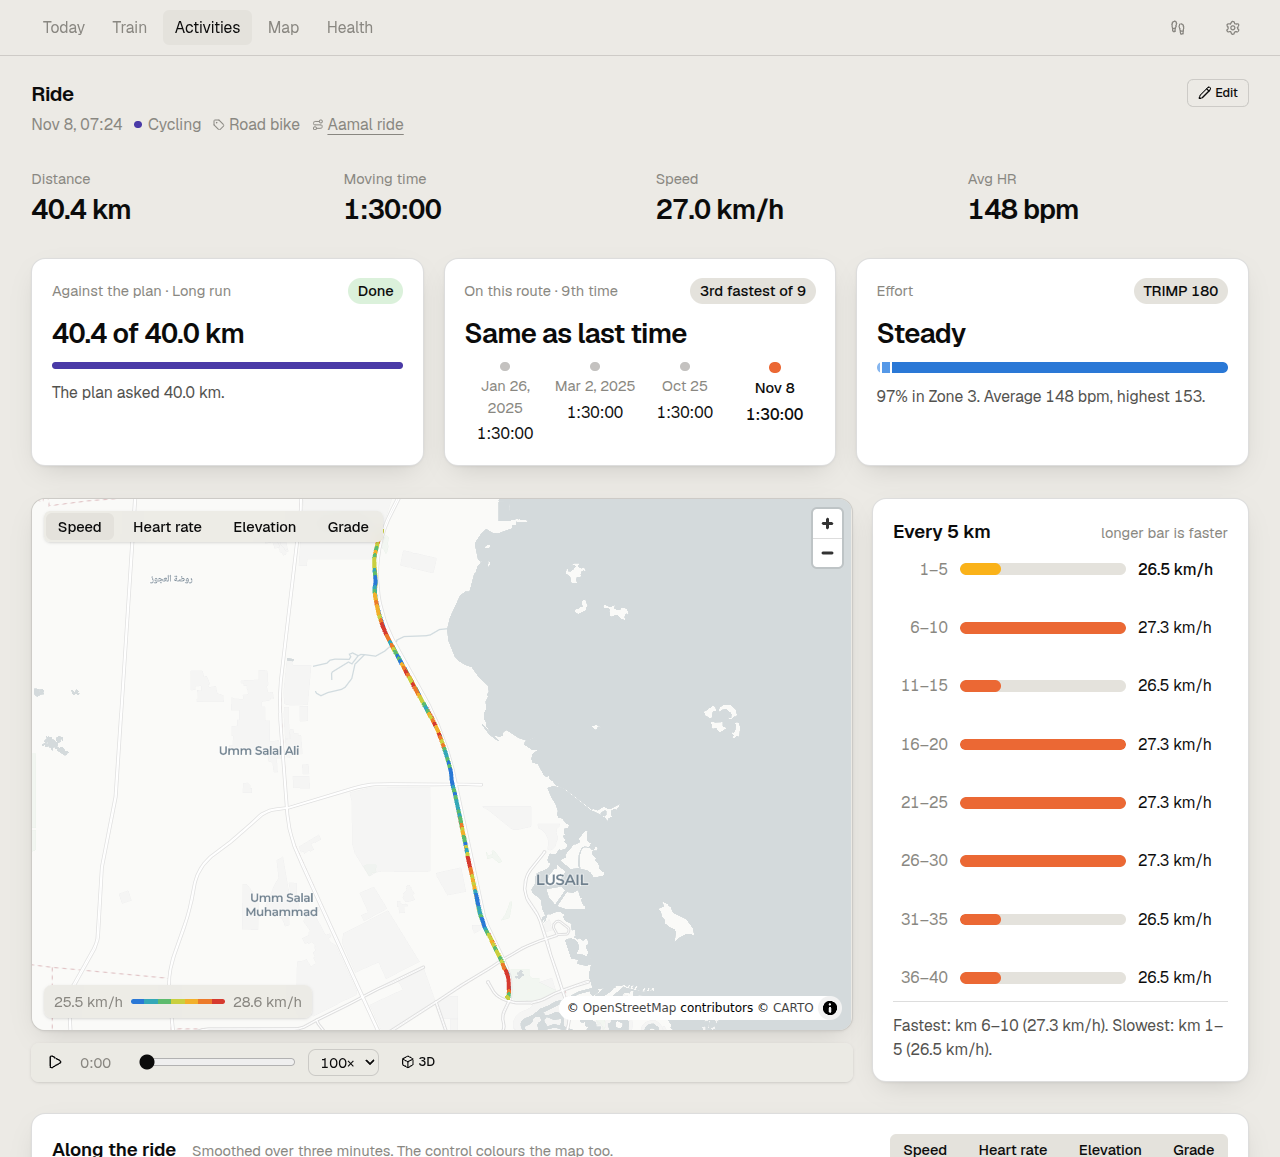 Today Train Activities Map Health
Ride
Edit
Nov 8, 07:24 Cycling Road bike Aamal ride
Distance
40.4 km
Moving time
1:30:00
Speed
27.0 km/h
Avg HR
148 bpm
Against the plan · Long run
Done
40.4 of 40.0 km
The plan asked 40.0 km.
On this route · 9th time
3rd fastest of 9
Same as last time
Jan 26, 2025
1:30:00
Mar 2, 2025
1:30:00
Oct 25
1:30:00
Nov 8
1:30:00
Effort
TRIMP 180
Steady
97% in Zone 3. Average 148 bpm, highest 153.
Speed Heart rate Elevation Grade
+
−
روضة العجوز
Umm Salal Ali
LUSAIL
Umm Salal
Muhammad
25.5 km/h 28.6 km/h
© OpenStreetMap contributors © CARTO
0:00
100×
3D
Every 5 km
longer bar is faster
1–5 26.5 km/h
6–10 27.3 km/h
11–15 26.5 km/h
16–20 27.3 km/h
21–25 27.3 km/h
26–30 27.3 km/h
31–35 26.5 km/h
36–40 26.5 km/h
Fastest: km 6–10 (27.3 km/h). Slowest: km 1–
5 (26.5 km/h).
Along the ride Smoothed over three minutes. The control colours the map too.
Speed Heart rate Elevation Grade